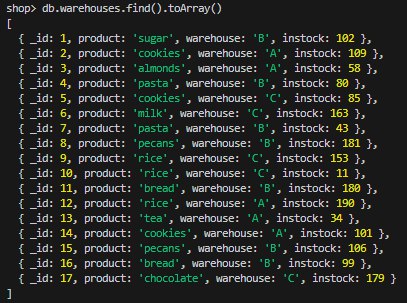 shop> db.warehouses.find().toArray()
[
  { _id: 1, product: 'sugar', warehouse: 'B', instock: 102 },
  { _id: 2, product: 'cookies', warehouse: 'A', instock: 109 },
  { _id: 3, product: 'almonds', warehouse: 'A', instock: 58 },
  { _id: 4, product: 'pasta', warehouse: 'B', instock: 80 },
  { _id: 5, product: 'cookies', warehouse: 'C', instock: 85 },
  { _id: 6, product: 'milk', warehouse: 'C', instock: 163 },
  { _id: 7, product: 'pasta', warehouse: 'B', instock: 43 },
  { _id: 8, product: 'pecans', warehouse: 'B', instock: 181 },
  { _id: 9, product: 'rice', warehouse: 'C', instock: 153 },
  { _id: 10, product: 'rice', warehouse: 'C', instock: 11 },
  { _id: 11, product: 'bread', warehouse: 'B', instock: 180 },
  { _id: 12, product: 'rice', warehouse: 'A', instock: 190 },
  { _id: 13, product: 'tea', warehouse: 'A', instock: 34 },
  { _id: 14, product: 'cookies', warehouse: 'A', instock: 101 },
  { _id: 15, product: 'pecans', warehouse: 'B', instock: 106 },
  { _id: 16, product: 'bread', warehouse: 'B', instock: 99 },
  { _id: 17, product: 'chocolate', warehouse: 'C', instock: 179 }
]